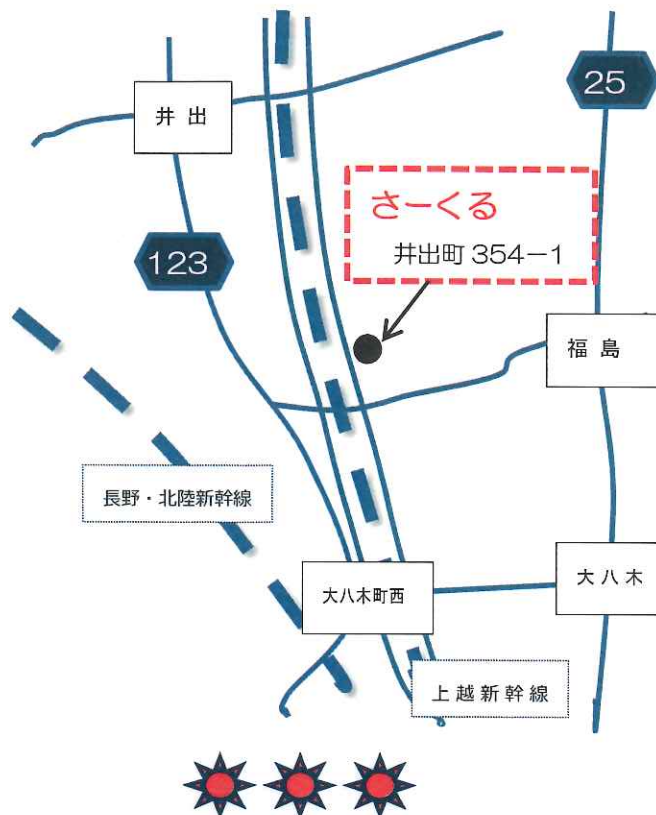 25
井出
さーくる
井出町 354－1
123
福島
長野・北陸新幹線
大八木町西
大八木
上越新幹線